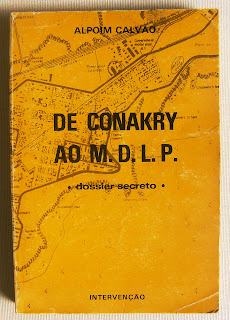 ALPOIM CALVÃO
DE CONAKRY
AO M. D. L. P.
• dossier secreto •
INTERVENÇÃO